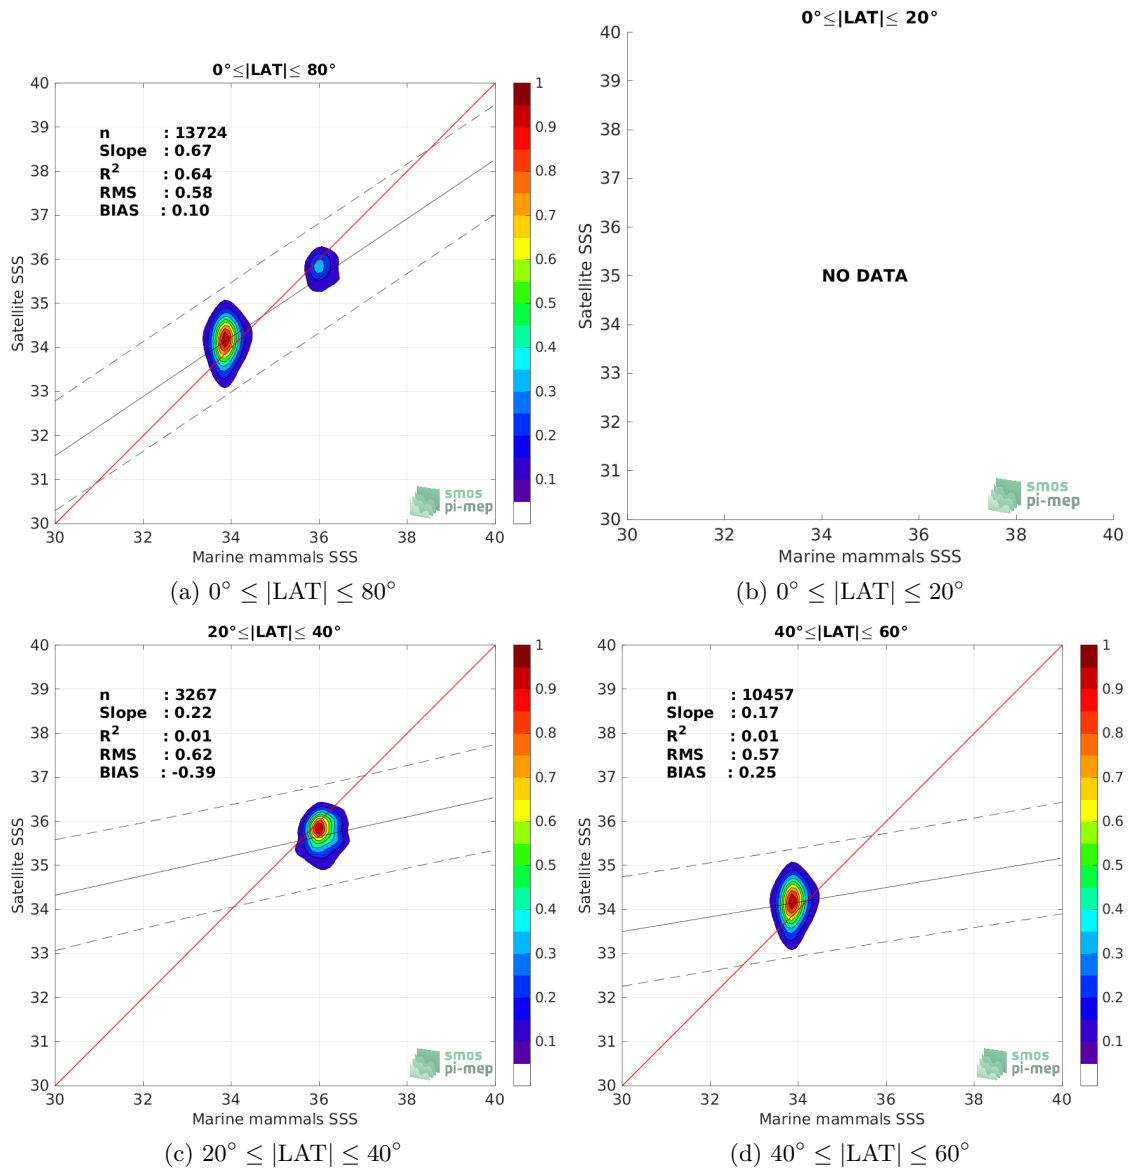 0°≤|LAT|≤ 80°
n : 13724
Slope : 0.67
R² : 0.64
RMS : 0.58
BIAS : 0.10
40
39
38
37
36
35
34
33
32
31
30
Satellite SSS
30 32 34 36 38 40
Marine mammals SSS
1
0.9
0.8
0.7
0.6
0.5
0.4
0.3
0.2
0.1
smos
pi-mep
(a) 0° ≤ |LAT| ≤ 80°
0°≤|LAT|≤ 20°
40
39
38
37
36
35
34
33
32
31
30
Satellite SSS
NO DATA
30 32 34 36 38 40
Marine mammals SSS
smos
pi-mep
(b) 0° ≤ |LAT| ≤ 20°
20°≤|LAT|≤ 40°
n : 3267
Slope : 0.22
R² : 0.01
RMS : 0.62
BIAS : -0.39
40
39
38
37
36
35
34
33
32
31
30
Satellite SSS
30 32 34 36 38 40
Marine mammals SSS
1
0.9
0.8
0.7
0.6
0.5
0.4
0.3
0.2
0.1
smos
pi-mep
(c) 20° ≤ |LAT| ≤ 40°
40°≤|LAT|≤ 60°
n : 10457
Slope : 0.17
R² : 0.01
RMS : 0.57
BIAS : 0.25
40
39
38
37
36
35
34
33
32
31
30
Satellite SSS
30 32 34 36 38 40
Marine mammals SSS
1
0.9
0.8
0.7
0.6
0.5
0.4
0.3
0.2
0.1
smos
pi-mep
(d) 40° ≤ |LAT| ≤ 60°